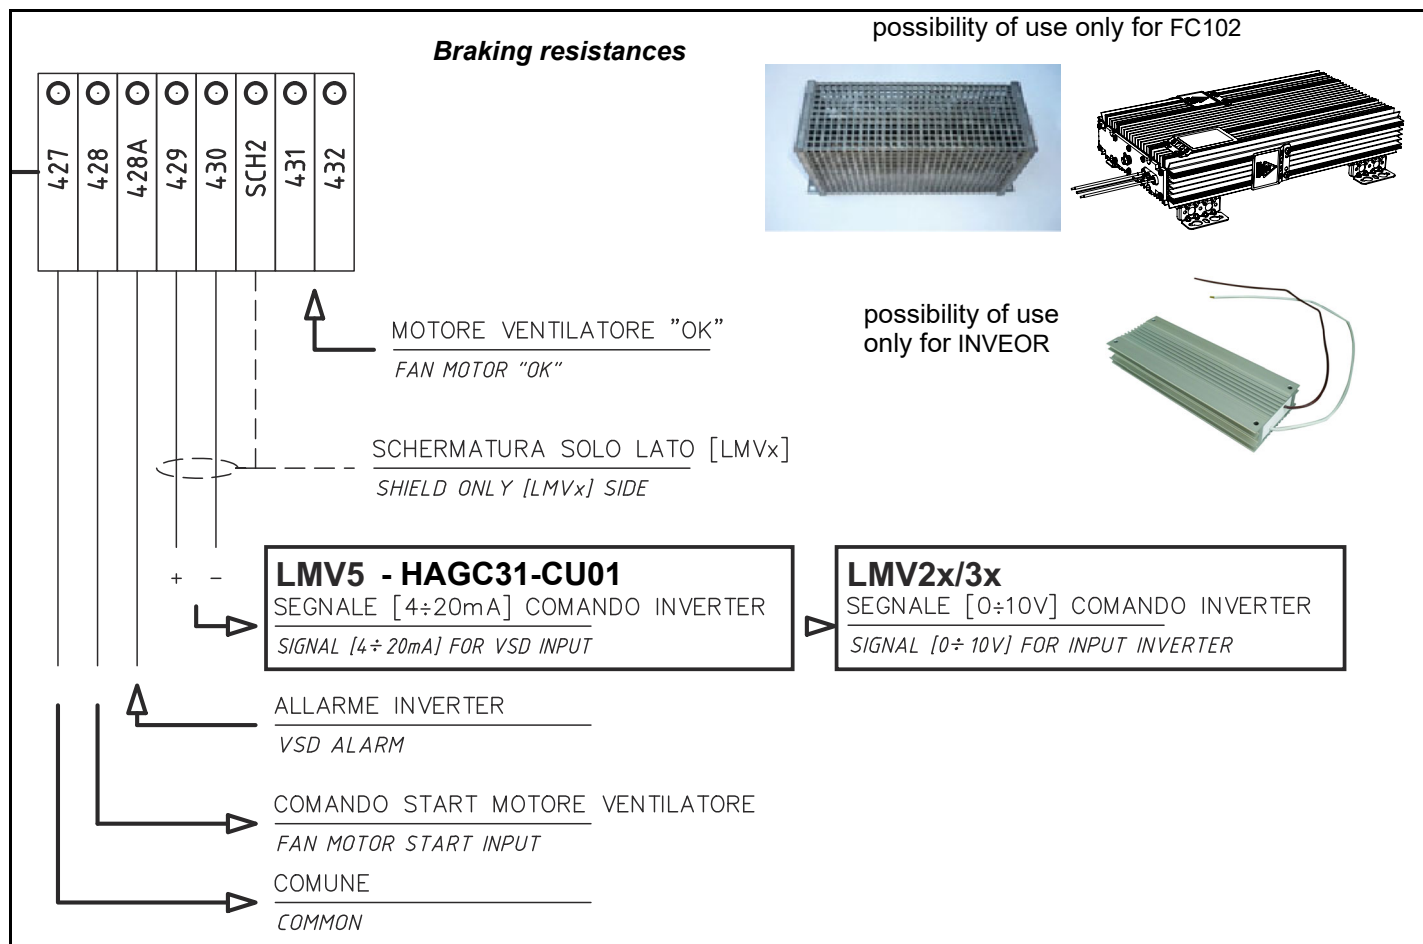 possibility of use only for FC102
Braking resistances
427
428
428A
429
430
SCH2
431
432
possibility of use
only for INVEOR
MOTORE VENTILATORE "OK"
FAN MOTOR "OK"
SCHERMATURA SOLO LATO [LMVx]
SHIELD ONLY [LMVx] SIDE
+ -
LMV5 - HAGC31-CU01
SEGNALE [4÷20mA] COMANDO INVERTER
SIGNAL [4÷20mA] FOR VSD INPUT
LMV2x/3x
SEGNALE [0÷10V] COMANDO INVERTER
SIGNAL [0÷10V] FOR INPUT INVERTER
ALLARME INVERTER
VSD ALARM
COMANDO START MOTORE VENTILATORE
FAN MOTOR START INPUT
COMUNE
COMMON